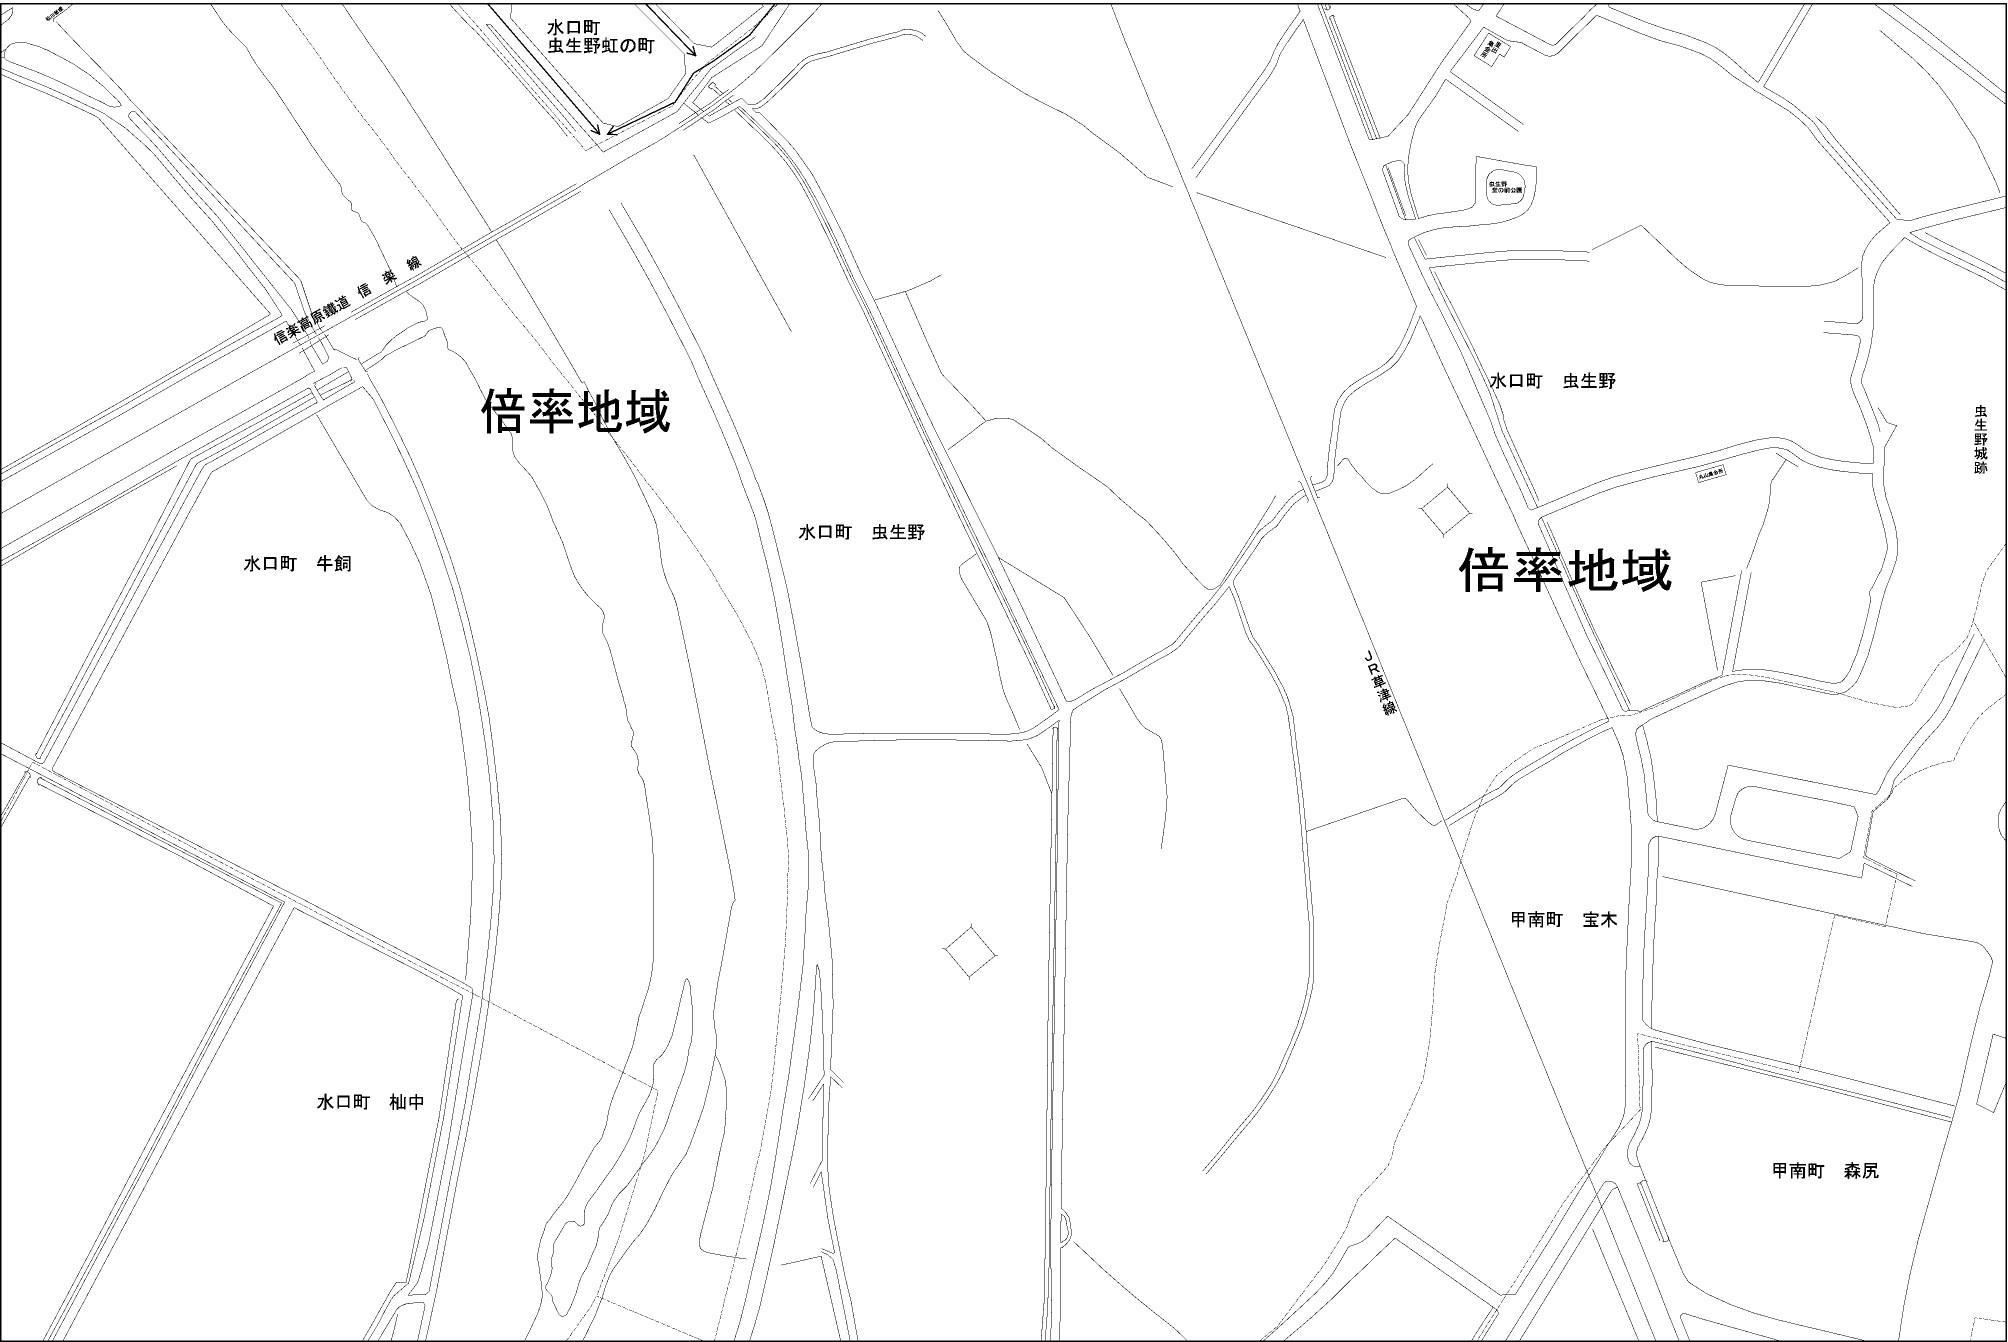 水口町
虫生野虹の町
虫生野
信楽高原鐵道 信 楽 線
水口町 虫生野
倍率地域
虫生野城跡
水口町 虫生野
水口町 牛飼
倍率地域
JR草津線
甲南町 宝木
水口町 杣中
甲南町 森尻